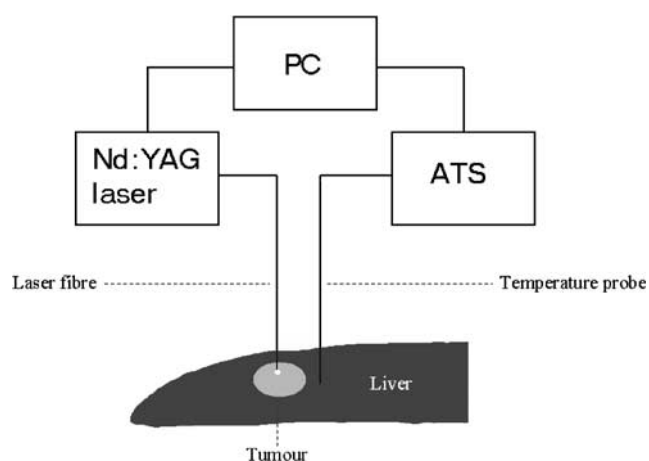 PC
Nd:YAG
laser
ATS
Laser fibre
Temperature probe
Liver
Tumour